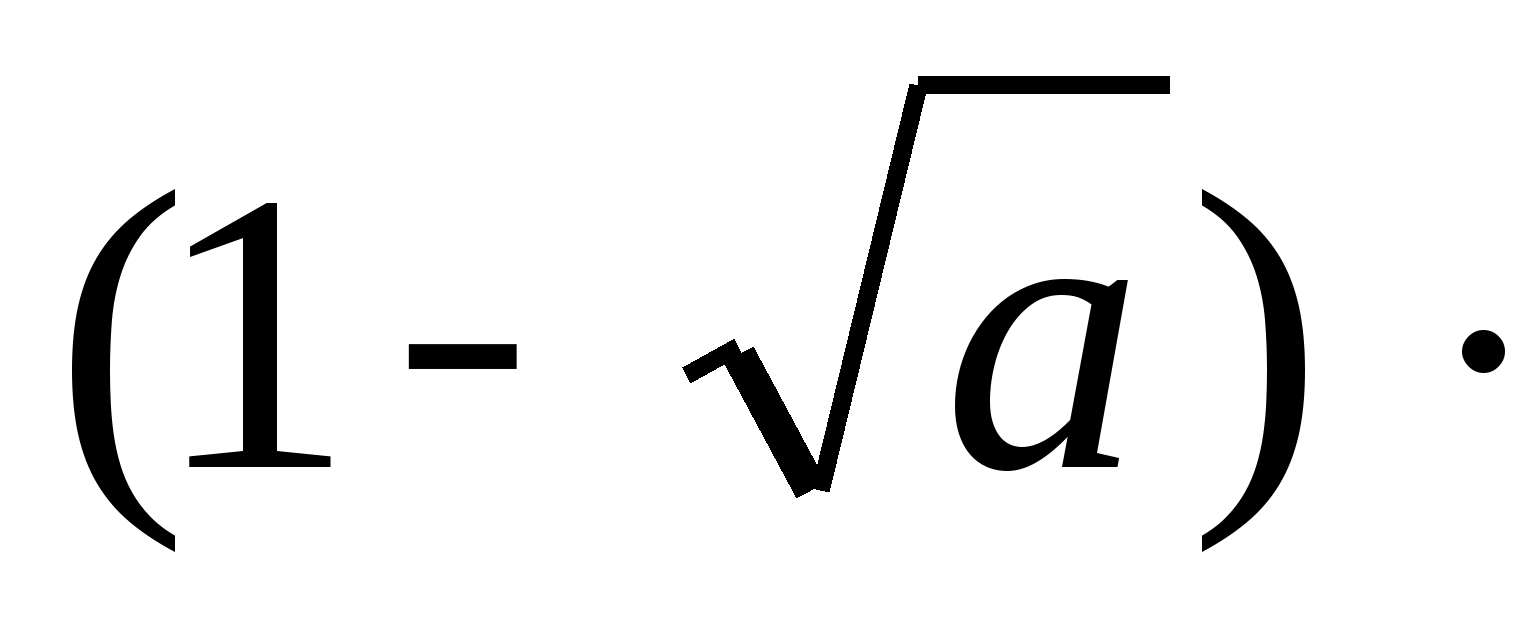 (1 - √a) ·